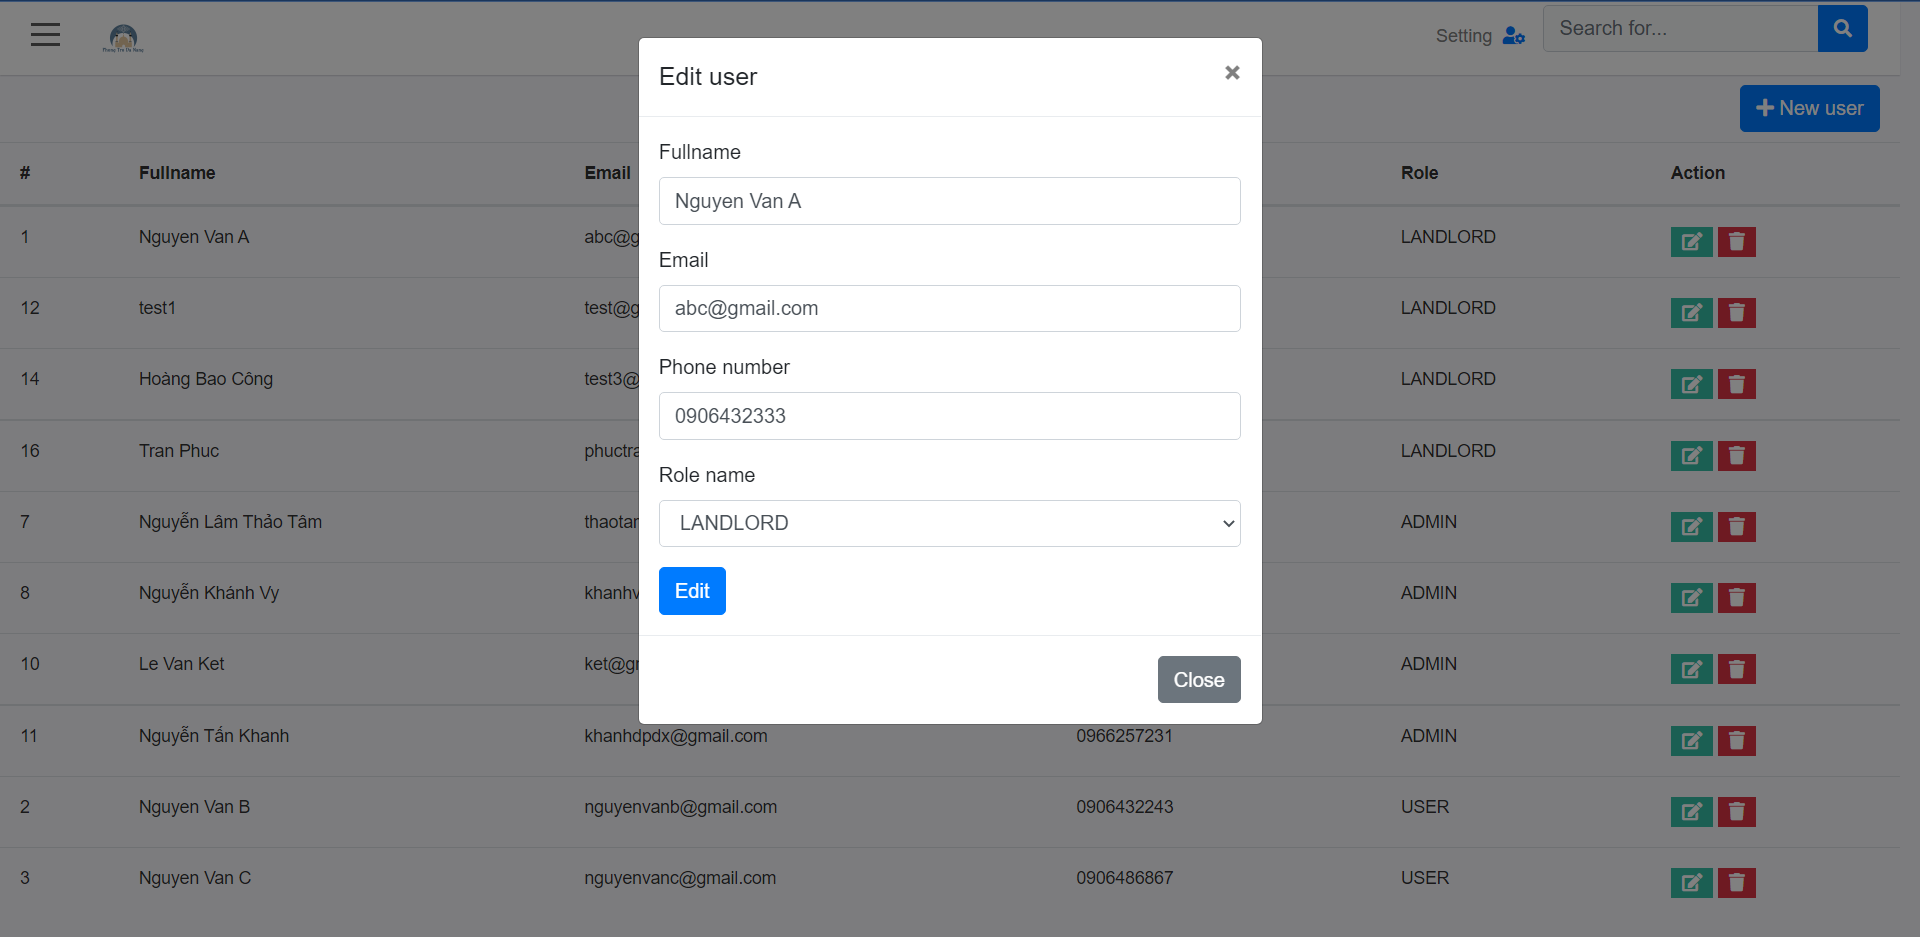 Setting
Search for...
New user
# Fullname Email Role Action
1 Nguyen Van A abc@g LANDLORD
12 test1 test@g LANDLORD
14 Hoàng Bao Công test3@ LANDLORD
16 Tran Phuc phuctra LANDLORD
7 Nguyễn Lâm Thảo Tâm thaotar ADMIN
8 Nguyễn Khánh Vy khanhv ADMIN
10 Le Van Ket ket@gr ADMIN
11 Nguyễn Tấn Khanh khanhdpdx@gmail.com 0966257231 ADMIN
2 Nguyen Van B nguyenvanb@gmail.com 0906432243 USER
3 Nguyen Van C nguyenvanc@gmail.com 0906486867 USER
Edit user ×
Fullname
Nguyen Van A
Email
abc@gmail.com
Phone number
0906432333
Role name
LANDLORD
Edit
Close